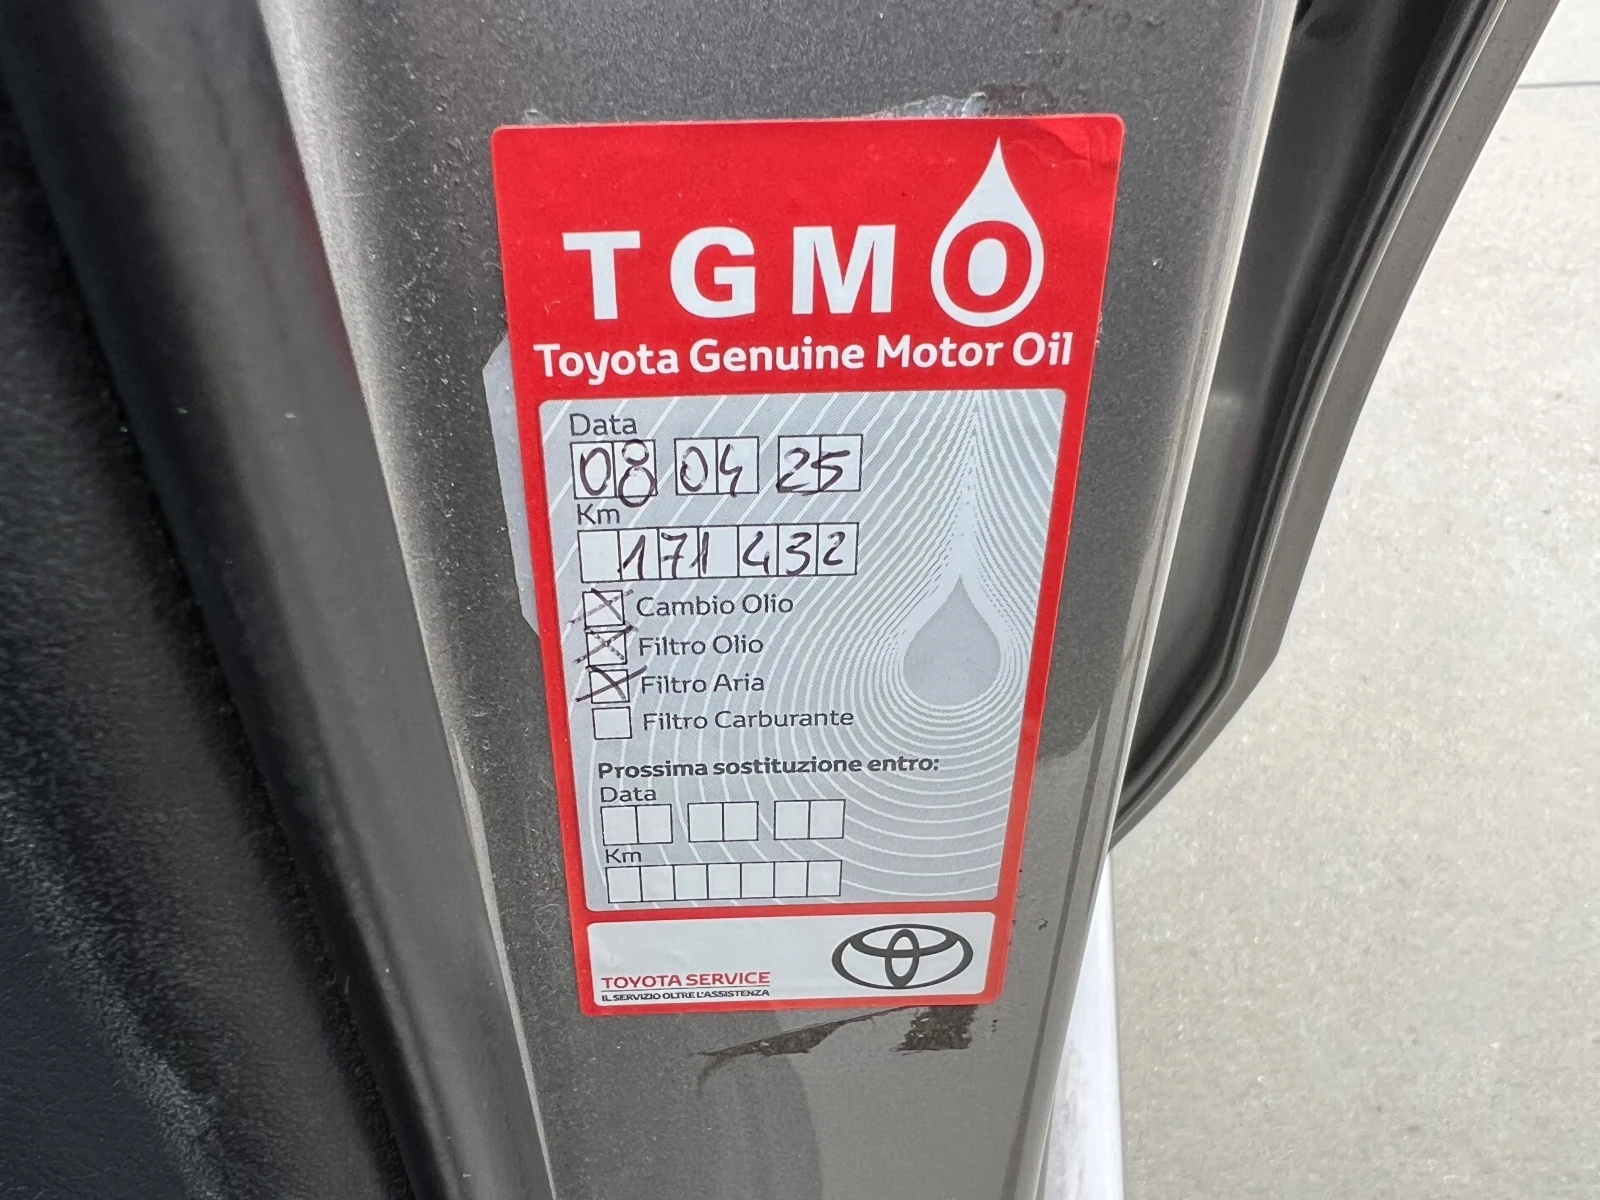 TGMO
Toyota Genuine Motor Oil
Data
08 04 25
Km
171 432
Cambio Olio
Filtro Olio
Filtro Aria
Filtro Carburante
Prossima sostituzione entro:
Data
Km
TOYOTA SERVICE
IL SERVIZIO OLTRE L'ASSISTENZA